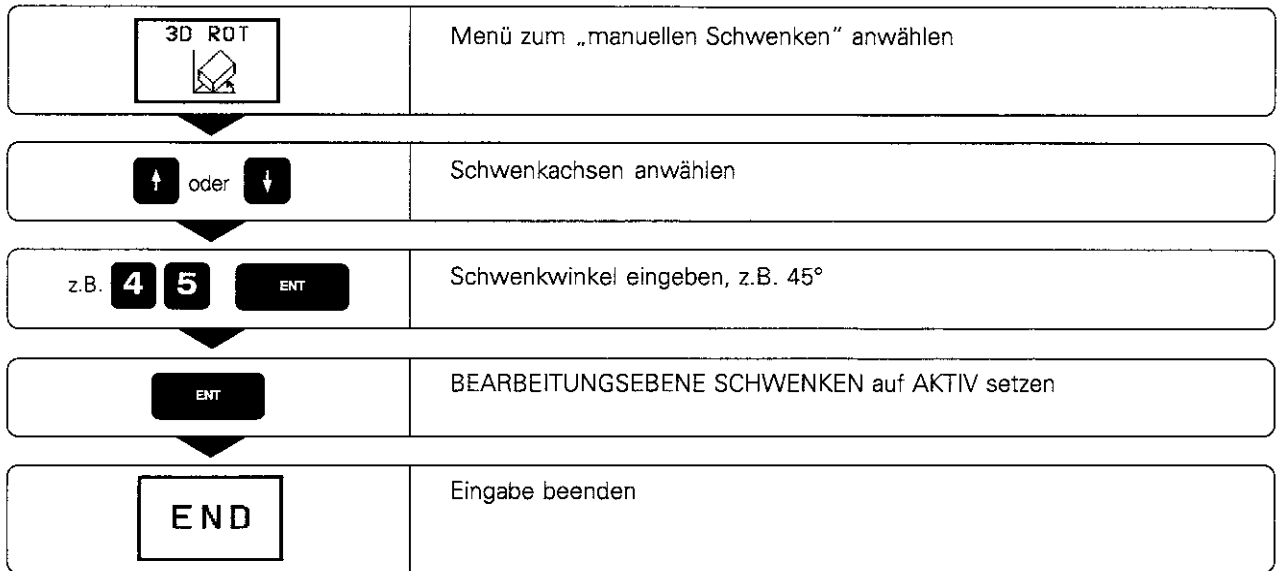 3D ROT
Menü zum „manuellen Schwenken“ anwählen
oder
Schwenkachsen anwählen
z.B. 4 5 ENT
Schwenkwinkel eingeben, z.B. 45°
ENT
BEARBEITUNGSEBENE SCHWENKEN auf AKTIV setzen
END
Eingabe beenden